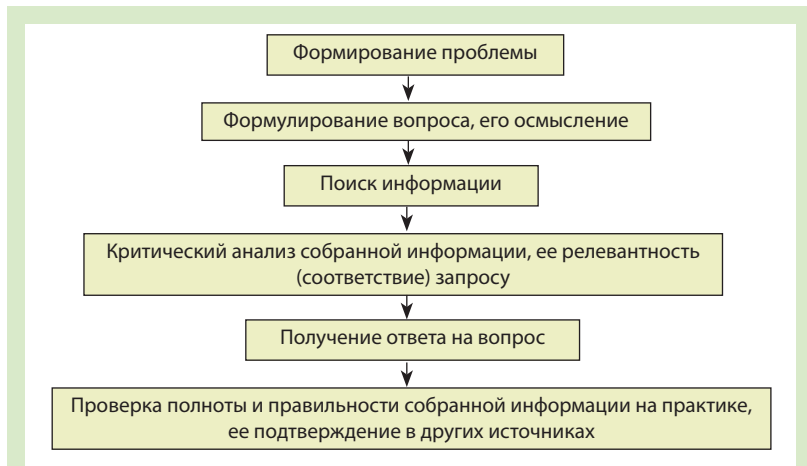 Формирование проблемы
Формулирование вопроса, его осмысление
Поиск информации
Критический анализ собранной информации, ее релевантность
(соответствие) запросу
Получение ответа на вопрос
Проверка полноты и правильности собранной информации на практике,
ее подтверждение в других источниках